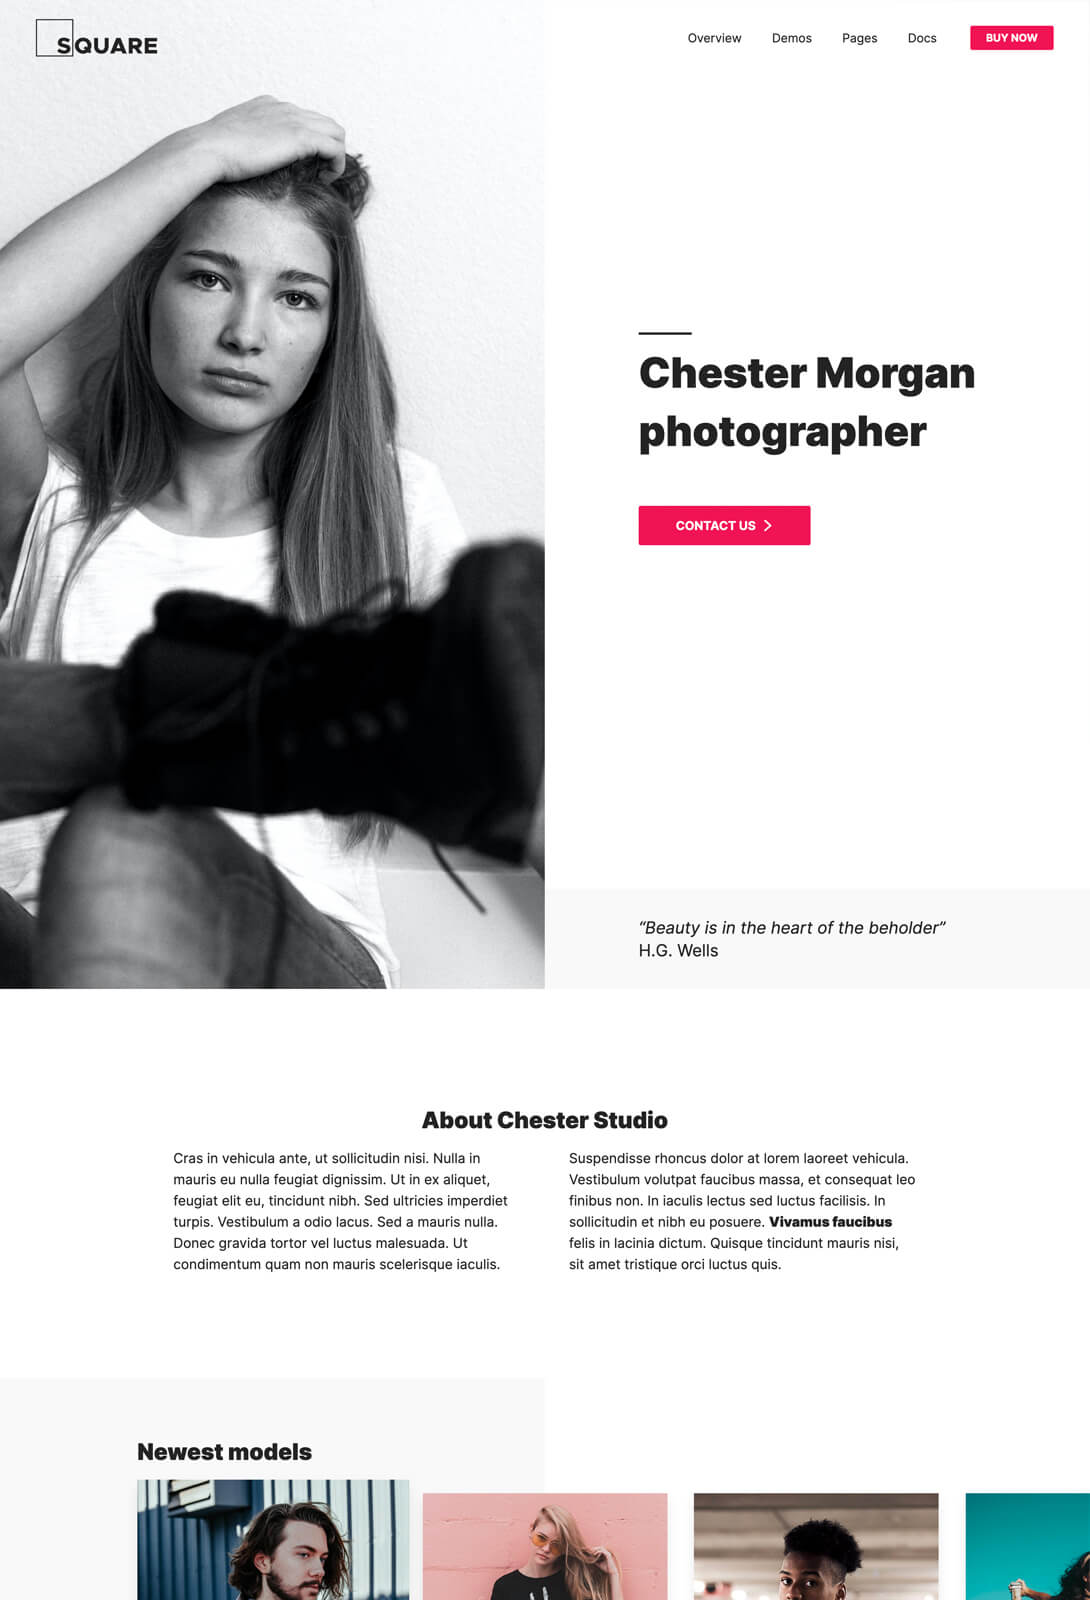 SQUARE
Overview Demos Pages Docs BUY NOW
Chester Morgan
photographer
CONTACT US
“Beauty is in the heart of the beholder”
H.G. Wells
About Chester Studio
Cras in vehicula ante, ut sollicitudin nisi. Nulla in
mauris eu nulla feugiat dignissim. Ut in ex aliquet,
feugiat elit eu, tincidunt nibh. Sed ultricies imperdiet
turpis. Vestibulum a odio lacus. Sed a mauris nulla.
Donec gravida tortor vel luctus malesuada. Ut
condimentum quam non mauris scelerisque iaculis.
Suspendisse rhoncus dolor at lorem laoreet vehicula.
Vestibulum volutpat faucibus massa, et consequat leo
finibus non. In iaculis lectus sed luctus facilisis. In
sollicitudin et nibh eu posuere. Vivamus faucibus
felis in lacinia dictum. Quisque tincidunt mauris nisi,
sit amet tristique orci luctus quis.
Newest models